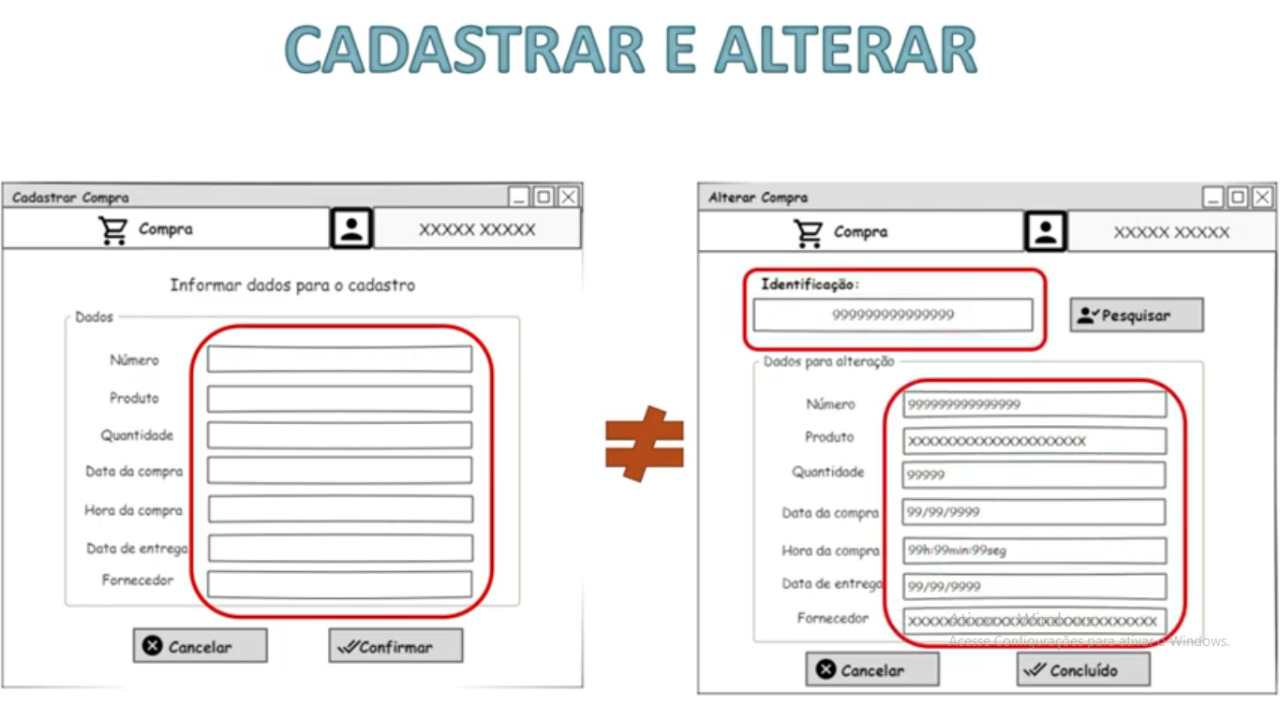 CADASTRAR E ALTERAR
Cadastrar Compra
Compra
XXXXX XXXXX
Informar dados para o cadastro
Dados
Número
Produto
Quantidade
Data da compra
Hora da compra
Data de entrega
Fornecedor
Cancelar
Confirmar
≠
Alterar Compra
Compra
XXXXX XXXXX
Identificação:
999999999999999
Pesquisar
Dados para alteração
Número
999999999999999
Produto
XXXXXXXXXXXXXXXXXXXXX
Quantidade
99999
Data da compra
99/99/9999
Hora da compra
99h:99min:99seg
Data de entrega
99/99/9999
Fornecedor
Ativar o Windows
Acesse Configurações para ativar o Windows.
Cancelar
Concluído